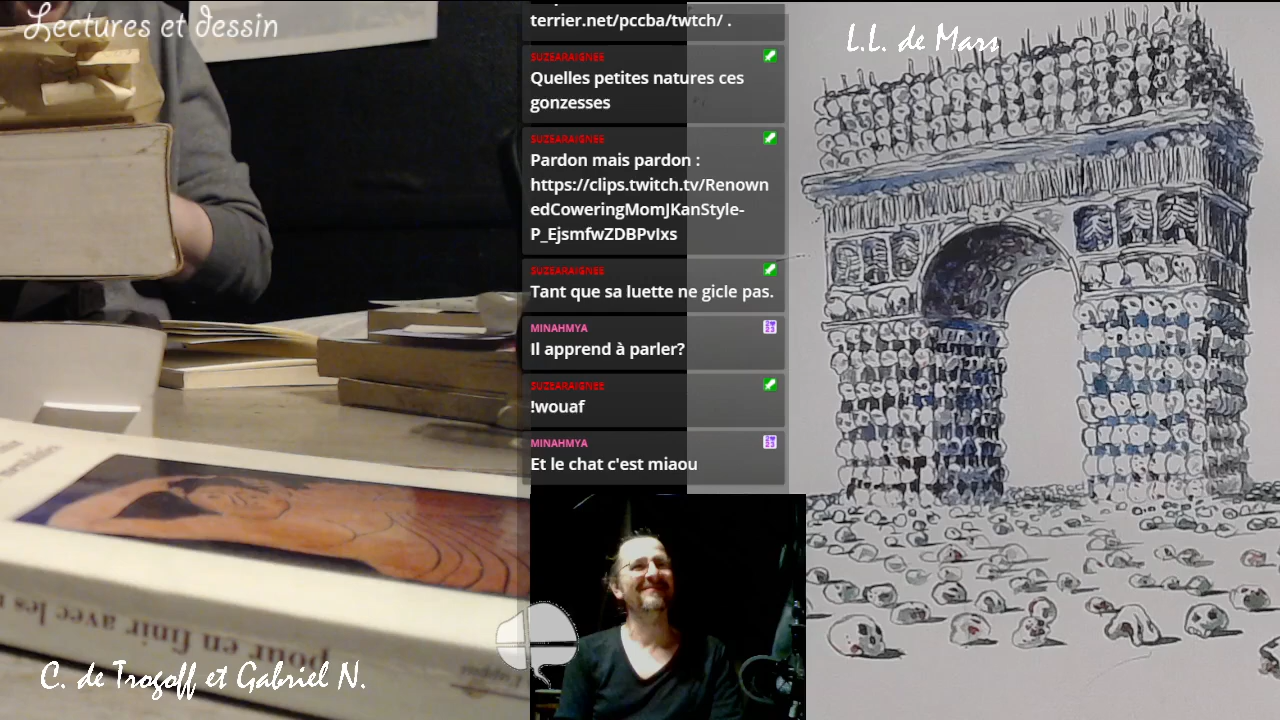 Lectures et dessin
L.L. de Mars
terrier.net/pccba/twtch/ .
SUZEARAIGNEE
Quelles petites natures ces
gonzesses
SUZEARAIGNEE
Pardon mais pardon :
https://clips.twitch.tv/Renown
edCoweringMomJKanStyle-
P_EjsmfwZDBPvIxs
SUZEARAIGNEE
Tant que sa luette ne gicle pas.
MINAHMYA
Il apprend à parler?
SUZEARAIGNEE
!wouaf
MINAHMYA
Et le chat c'est miaou
pour en finir avec les
C. de Trogoff et Gabriel N.